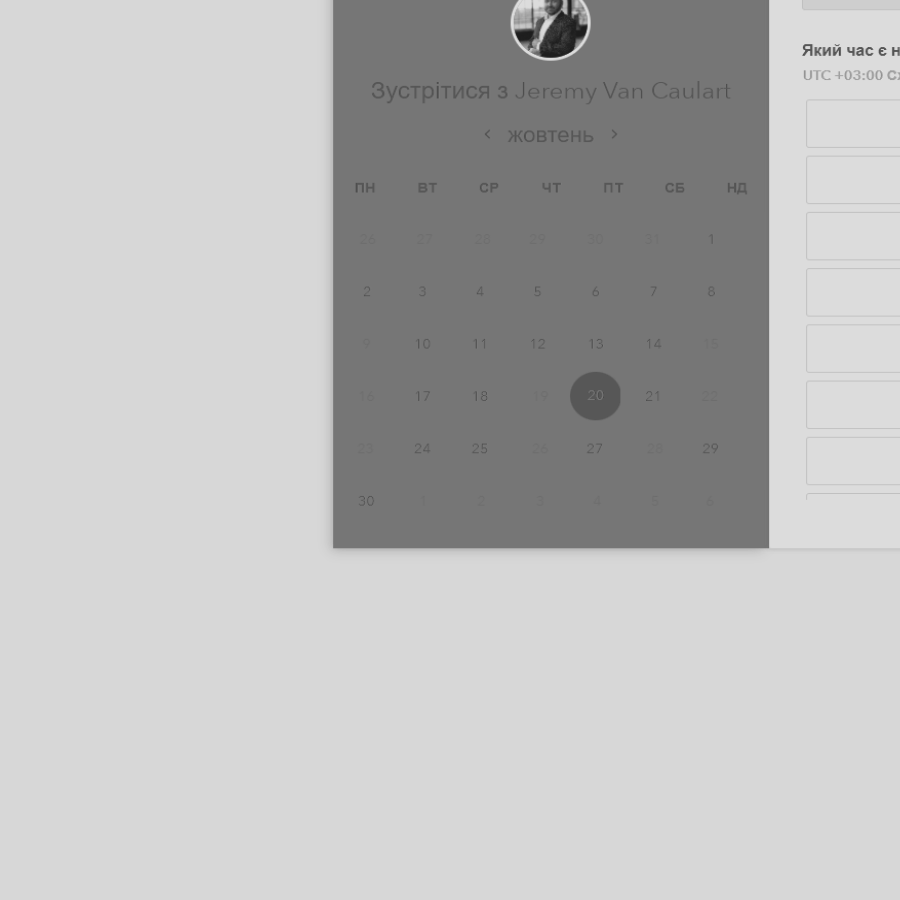 Зустрітися з Jeremy Van Caulart
‹ жовтень ›
ПН ВТ СР ЧТ ПТ СБ НД
26 27 28 29 30 31 1
2 3 4 5 6 7 8
9 10 11 12 13 14 15
16 17 18 19 20 21 22
23 24 25 26 27 28 29
30 1 2 3 4 5 6
Який час є
UTC +03:00